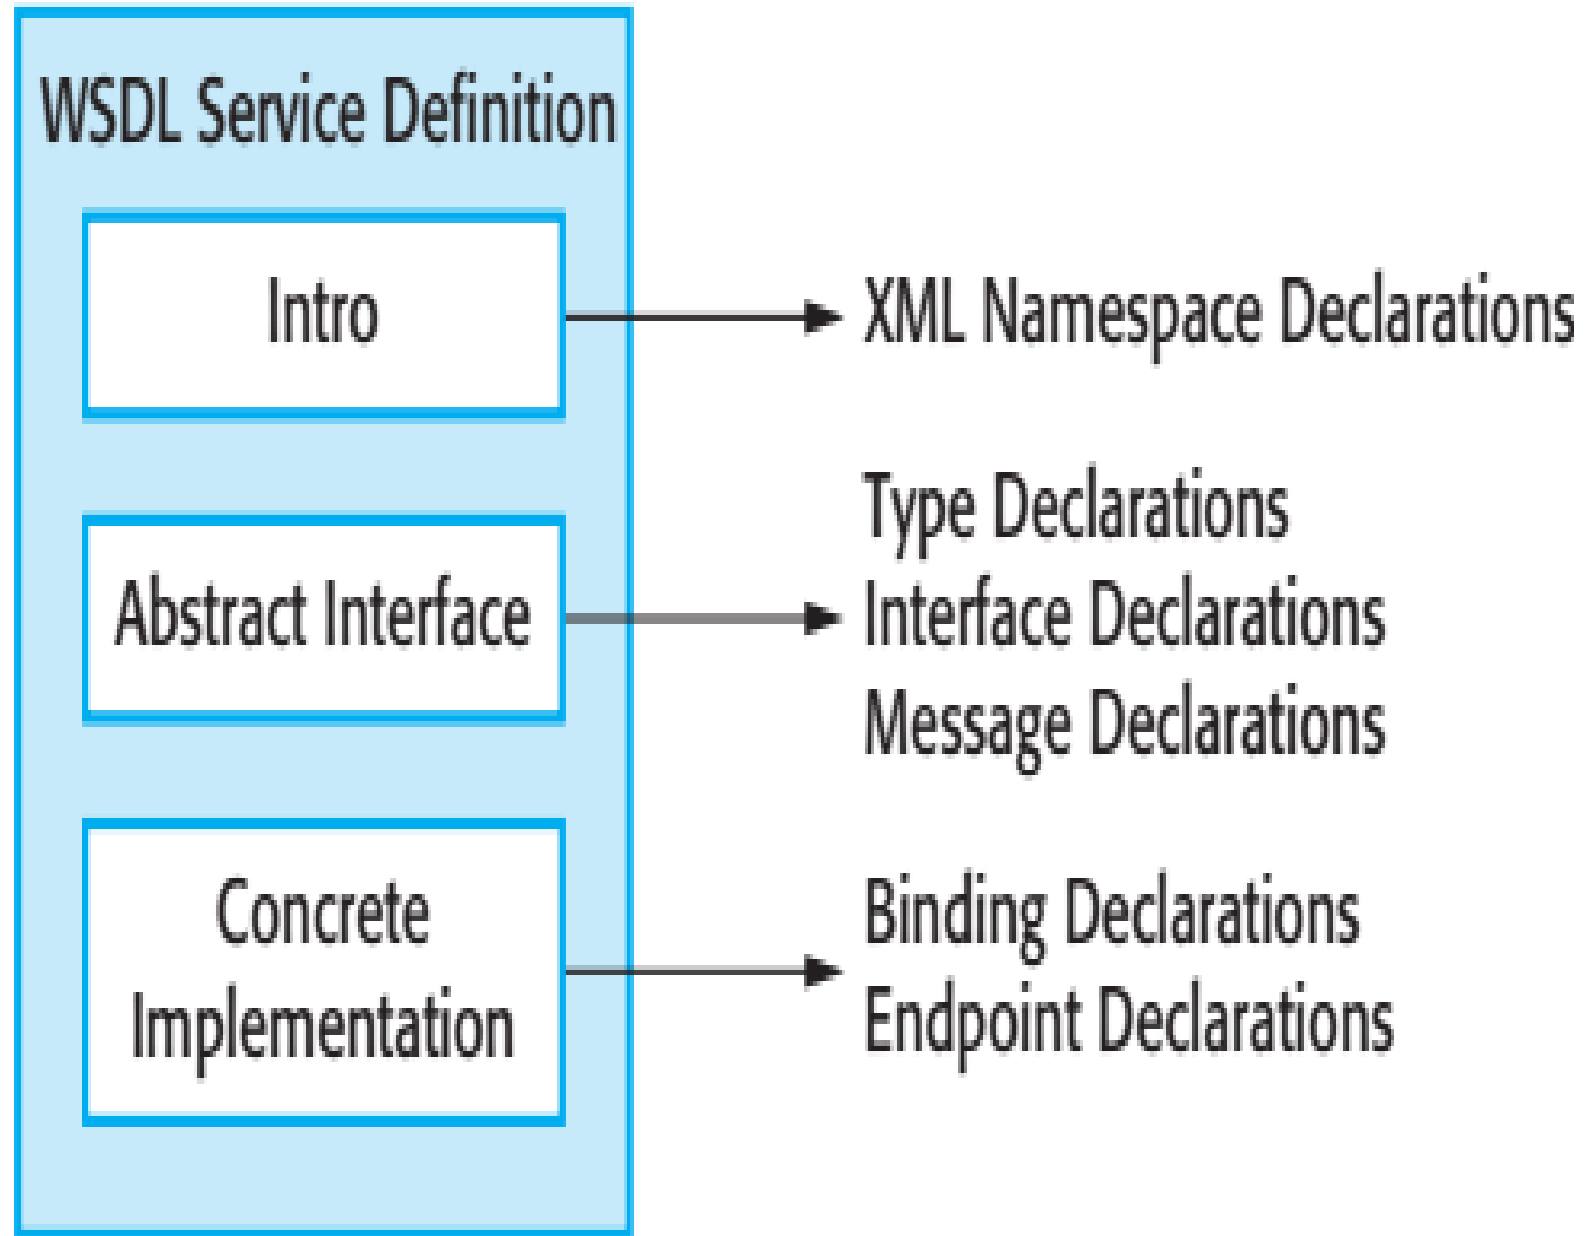 WSDL Service Definition
Intro
XML Namespace Declarations
Abstract Interface
Type Declarations
Interface Declarations
Message Declarations
Concrete
Implementation
Binding Declarations
Endpoint Declarations